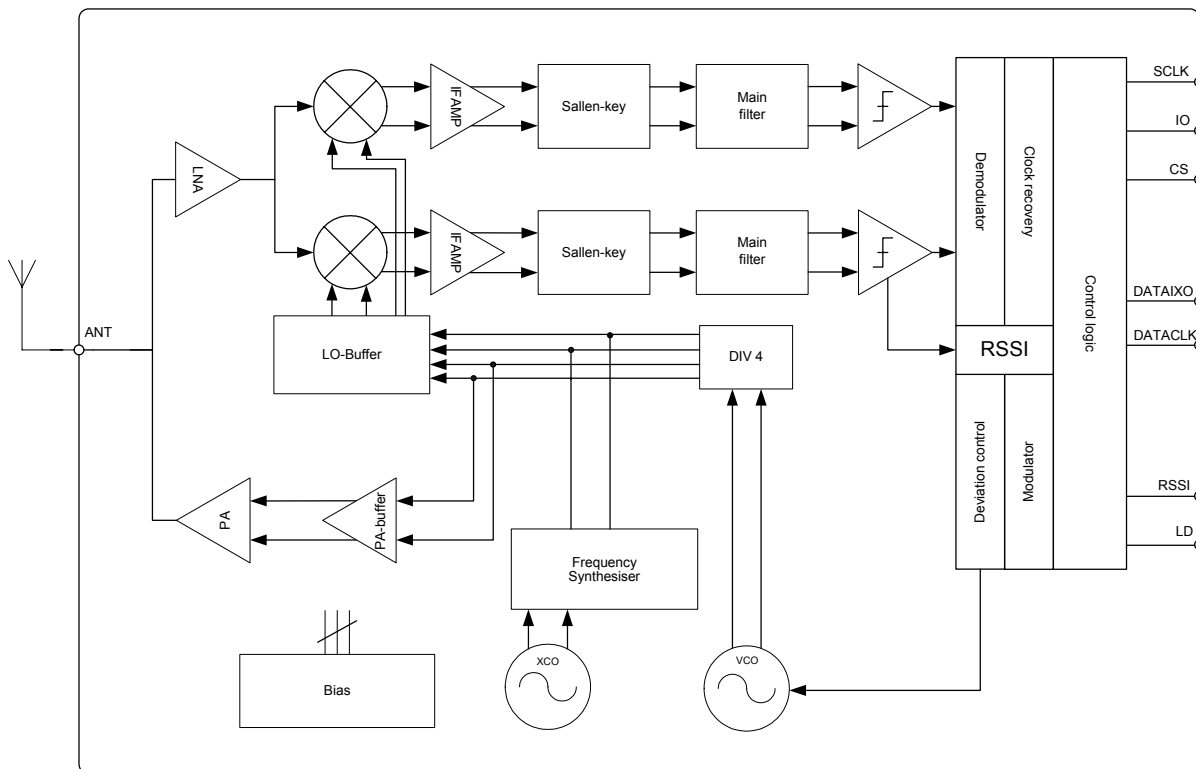 SCLK
IO
CS
DATAIXO
DATACLK
RSSI
LD
ANT
LNA
IFAMP
Sallen-key
Main
filter
IFAMP
Sallen-key
Main
filter
Demodulator
Clock recovery
Control logic
RSSI
Deviation control
Modulator
LO-Buffer
DIV 4
PA
PA-buffer
Frequency
Synthesiser
XCO
VCO
Bias